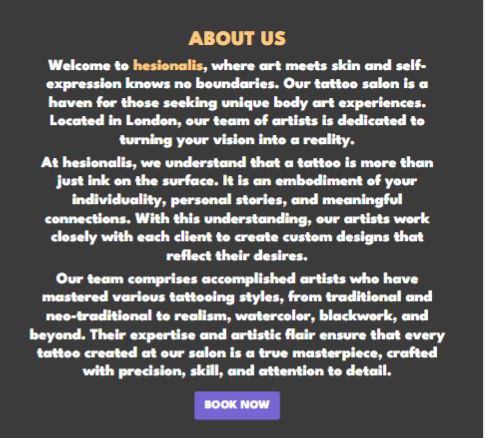 ABOUT US
Welcome to hesionalis, where art meets skin and self-
expression knows no boundaries. Our tattoo salon is a
haven for those seeking unique body art experiences.
Located in London, our team of artists is dedicated to
turning your vision into a reality.
At hesionalis, we understand that a tattoo is more than
just ink on the surface. It is an embodiment of your
individuality, personal stories, and meaningful
connections. With this understanding, our artists work
closely with each client to create custom designs that
reflect their desires.
Our team comprises accomplished artists who have
mastered various tattooing styles, from traditional and
neo-traditional to realism, watercolor, blackwork, and
beyond. Their expertise and artistic flair ensure that every
tattoo created at our salon is a true masterpiece, crafted
with precision, skill, and attention to detail.
BOOK NOW